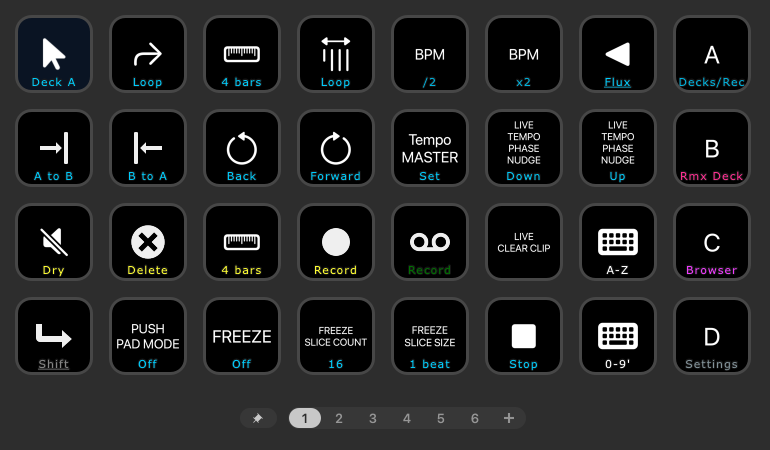 Deck A
Loop
4 bars
Loop
BPM
/2
BPM
x2
Flux
A
Decks/Rec
A to B
B to A
Back
Forward
Tempo
MASTER
Set
LIVE
TEMPO
PHASE
NUDGE
Down
LIVE
TEMPO
PHASE
NUDGE
Up
B
Rmx Deck
Dry
Delete
4 bars
Record
Record
LIVE
CLEAR CLIP
A-Z
C
Browser
Shift
PUSH
PAD MODE
Off
FREEZE
Off
FREEZE
SLICE COUNT
16
FREEZE
SLICE SIZE
1 beat
Stop
0-9'
D
Settings
1 2 3 4 5 6 +